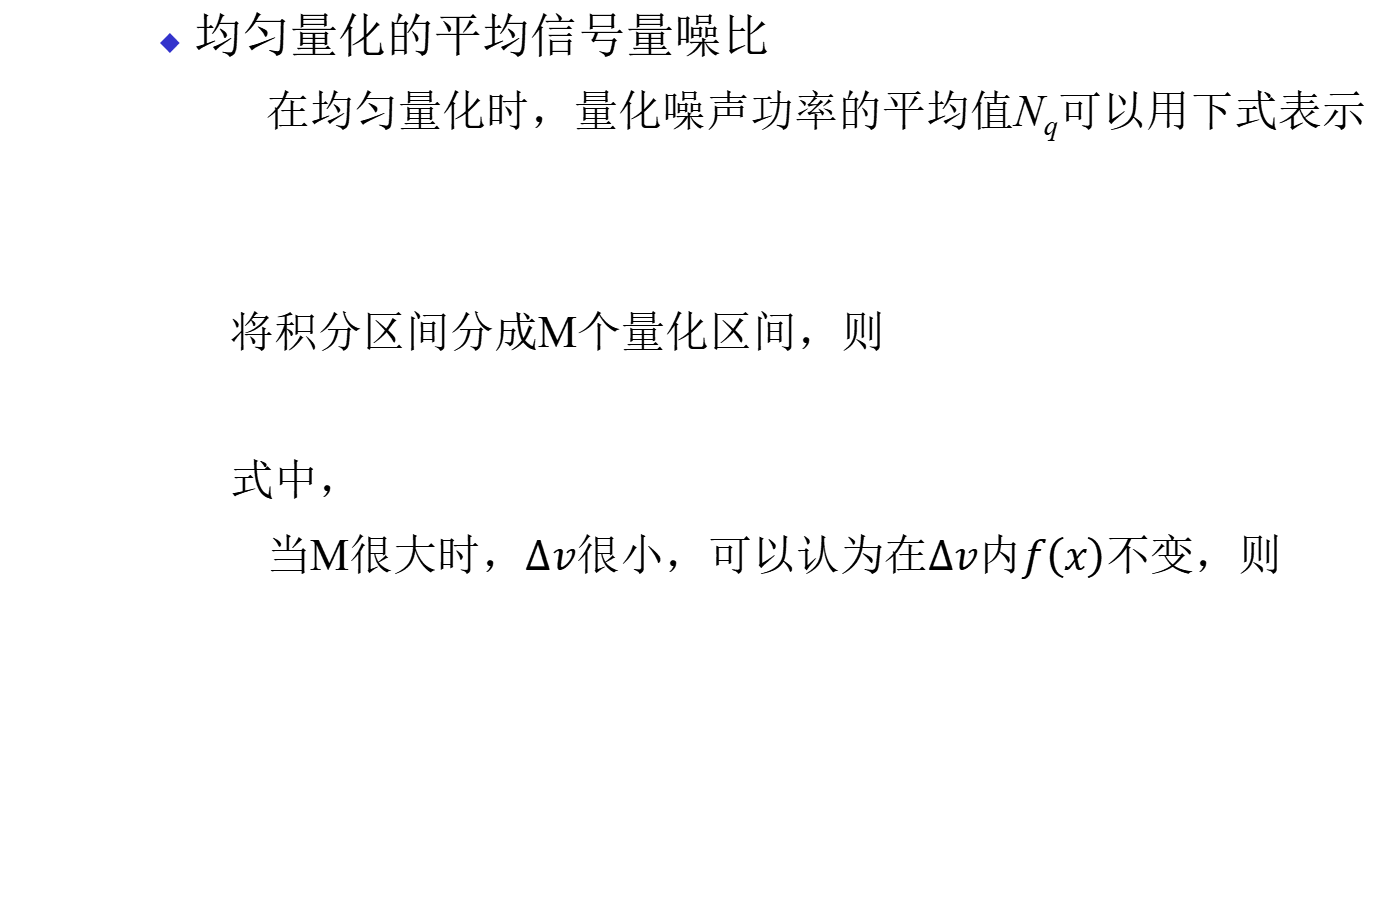 均匀量化的平均信号量噪比
在均匀量化时，量化噪声功率的平均值Nq可以用下式表示
将积分区间分成M个量化区间，则
式中，
当M很大时，Δv很小，可以认为在Δv内f(x)不变，则